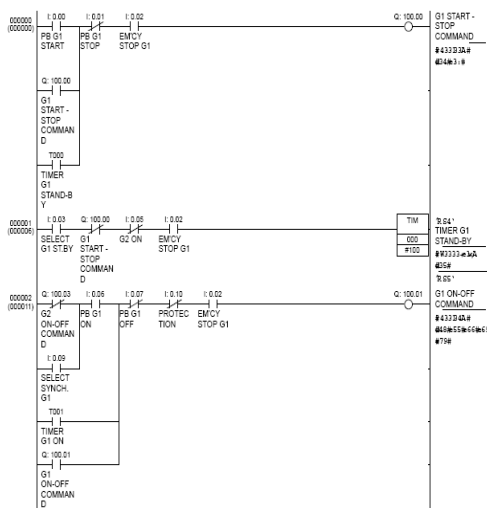 I: 0.00 I: 0.01 I: 0.02 Q: 100.00
000000
(000000)
PB G1
START
PB G1
STOP
EM'CY
STOP G1
G1 START -
STOP
COMMAND
Q: 100.00
G1
START -
STOP
COMMAN
D
T000
TIMER
G1
STAND-B
Y
000001
(000006)
I: 0.03 Q: 100.00 I: 0.05 I: 0.02
SELECT
G1 ST.BY
G1
START -
STOP
COMMAN
D
G2 ON
EM'CY
STOP G1
TIM
000
#100
TIMER G1
STAND-BY
000002
(000011)
Q: 100.03 I: 0.06 I: 0.07 I: 0.10 I: 0.02 Q: 100.01
G2
ON-OFF
COMMAN
D
PB G1
ON
PB G1
OFF
PROTEC
TION
EM'CY
STOP G1
G1 ON-OFF
COMMAND
I: 0.09
SELECT
SYNCH.
G1
T001
TIMER
G1 ON
Q: 100.01
G1
ON-OFF
COMMAN
D